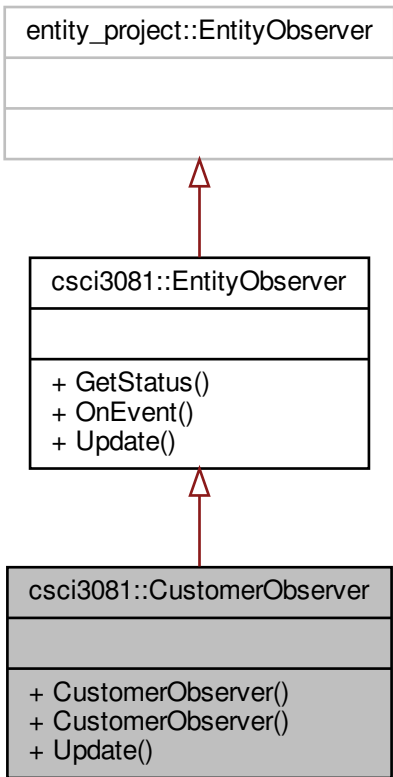 entity_project::EntityObserver
csci3081::EntityObserver
+ GetStatus()
+ OnEvent()
+ Update()
csci3081::CustomerObserver
+ CustomerObserver()
+ CustomerObserver()
+ Update()